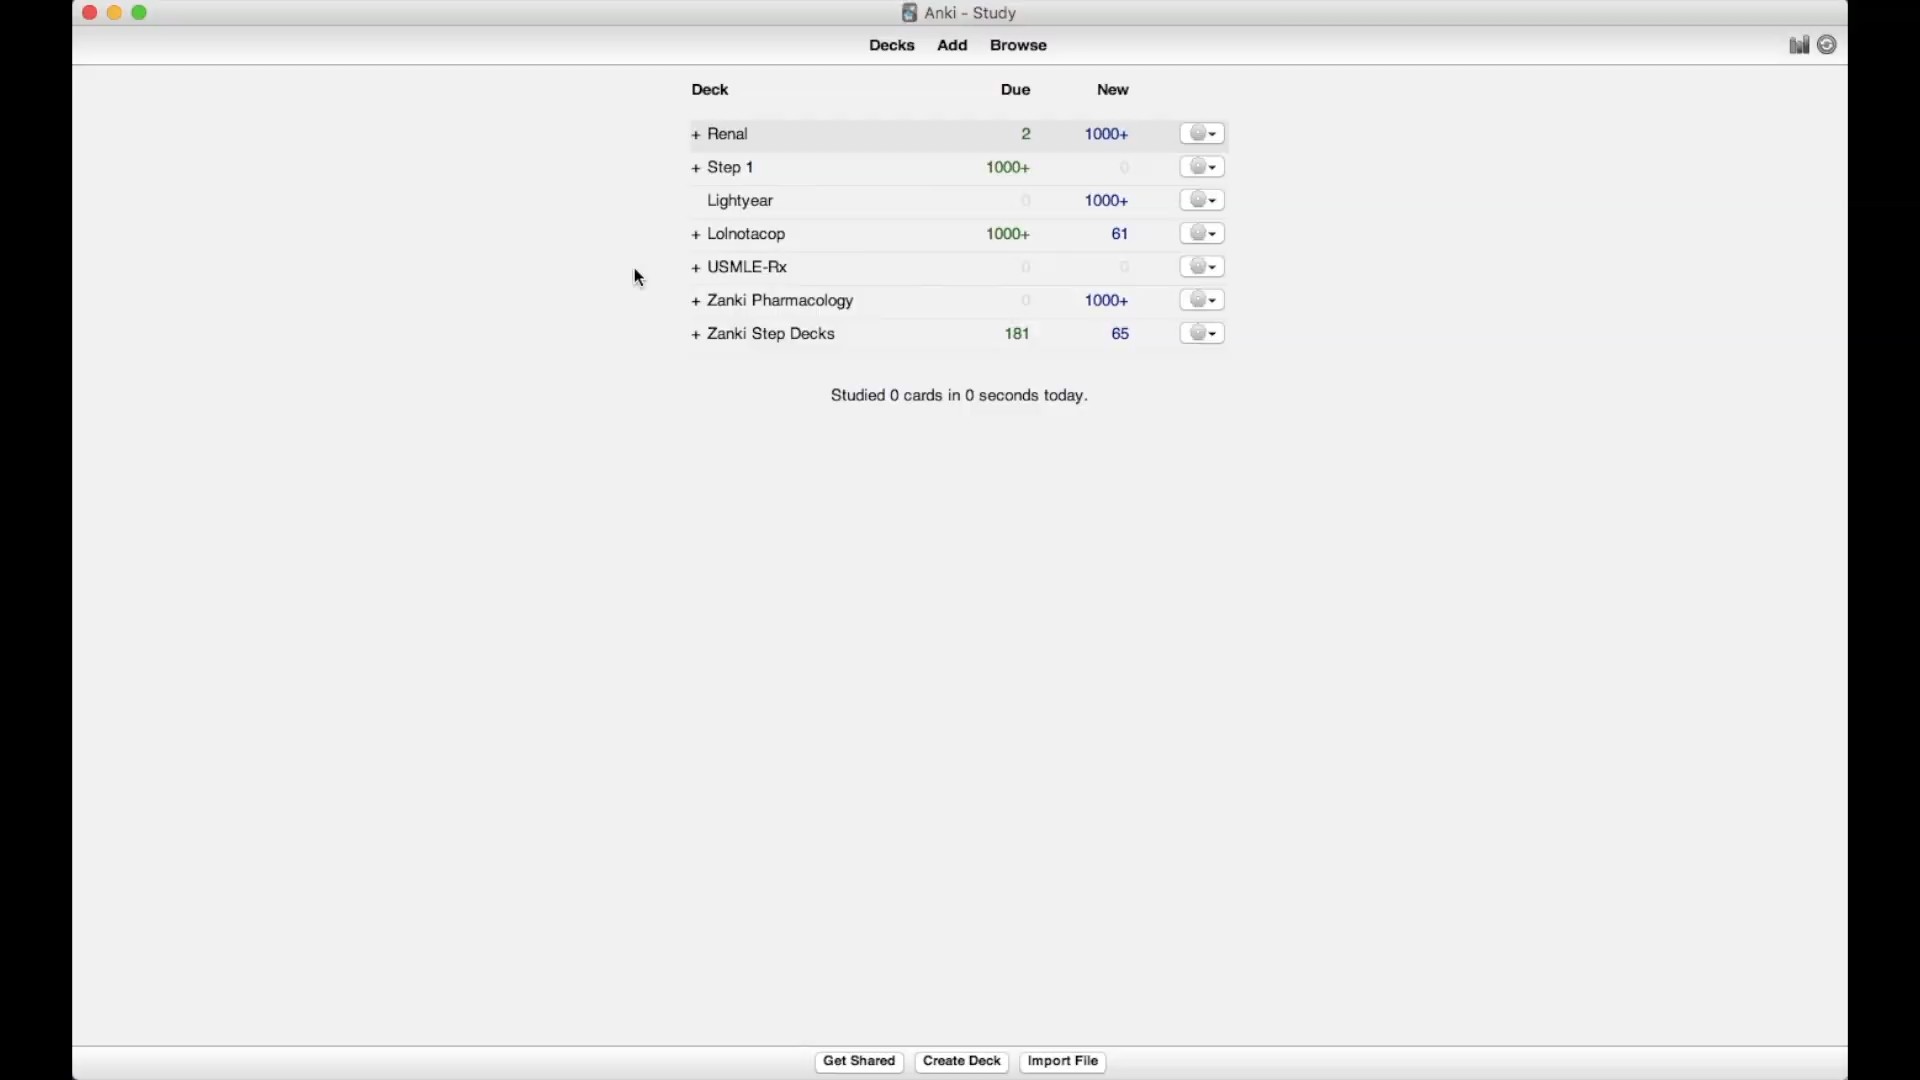 Anki - Study
Decks Add Browse
Deck Due New
+ Renal 2 1000+
+ Step 1 1000+ 0
Lightyear 0 1000+
+ Lolnotacop 1000+ 61
+ USMLE-Rx 0 0
+ Zanki Pharmacology 0 1000+
+ Zanki Step Decks 181 65
Studied 0 cards in 0 seconds today.
Get Shared Create Deck Import File